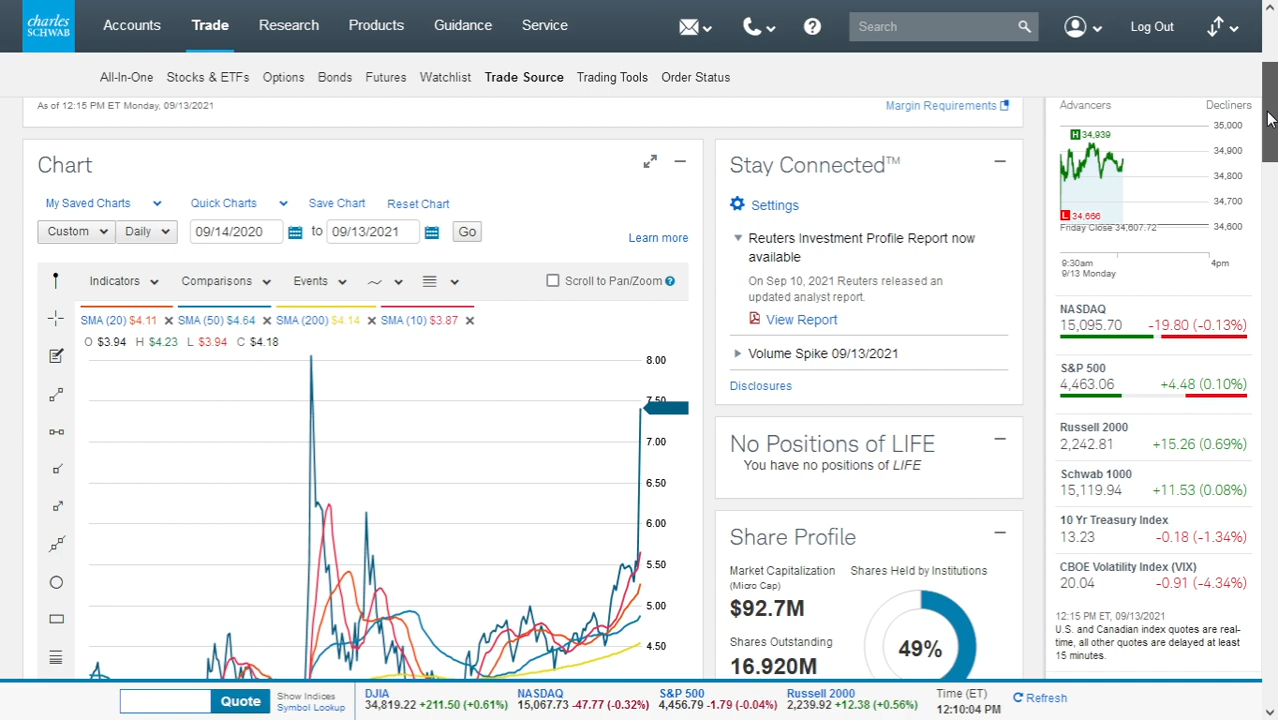 charles
SCHWAB
Accounts
Trade
Research
Products
Guidance
Service
Search
Log Out
All-In-One
Stocks & ETFs
Options
Bonds
Futures
Watchlist
Trade Source
Trading Tools
Order Status
As of 12:15 PM ET Monday, 09/13/2021
Margin Requirements
Chart
My Saved Charts
Quick Charts
Save Chart
Reset Chart
Custom
Daily
09/14/2020
to
09/13/2021
Go
Learn more
Indicators
Comparisons
Events
Scroll to Pan/Zoom
SMA (20) $4.11
SMA (50) $4.64
SMA (200) $4.14
SMA (10) $3.87
O $3.94 H $4.23 L $3.94 C $4.18
8.00
7.50
7.00
6.50
6.00
5.50
5.00
4.50
Stay Connected™
Settings
Reuters Investment Profile Report now
available
On Sep 10, 2021 Reuters released an
updated analyst report.
View Report
Volume Spike 09/13/2021
Disclosures
No Positions of LIFE
You have no positions of LIFE
Share Profile
Market Capitalization
(Micro Cap)
$92.7M
Shares Outstanding
16.920M
Shares Held by Institutions
49%
Advancers
Decliners
H 34,939
L 34,666
35,000
34,900
34,800
34,700
34,600
Friday Close 34,607.72
9:30am
4pm
9/13 Monday
NASDAQ
15,095.70 -19.80 (-0.13%)
S&P 500
4,463.06 +4.48 (0.10%)
Russell 2000
2,242.81 +15.26 (0.69%)
Schwab 1000
15,119.94 +11.53 (0.08%)
10 Yr Treasury Index
13.23 -0.18 (-1.34%)
CBOE Volatility Index (VIX)
20.04 -0.91 (-4.34%)
12:15 PM ET, 09/13/2021
U.S. and Canadian index quotes are real-
time, all other quotes are delayed at least
15 minutes.
Quote
Show Indices
Symbol Lookup
DJIA
34,819.22 +211.50 (+0.61%)
NASDAQ
15,067.73 -47.77 (-0.32%)
S&P 500
4,456.79 -1.79 (-0.04%)
Russell 2000
2,239.92 +12.38 (+0.56%)
Time (ET)
12:10:04 PM
Refresh